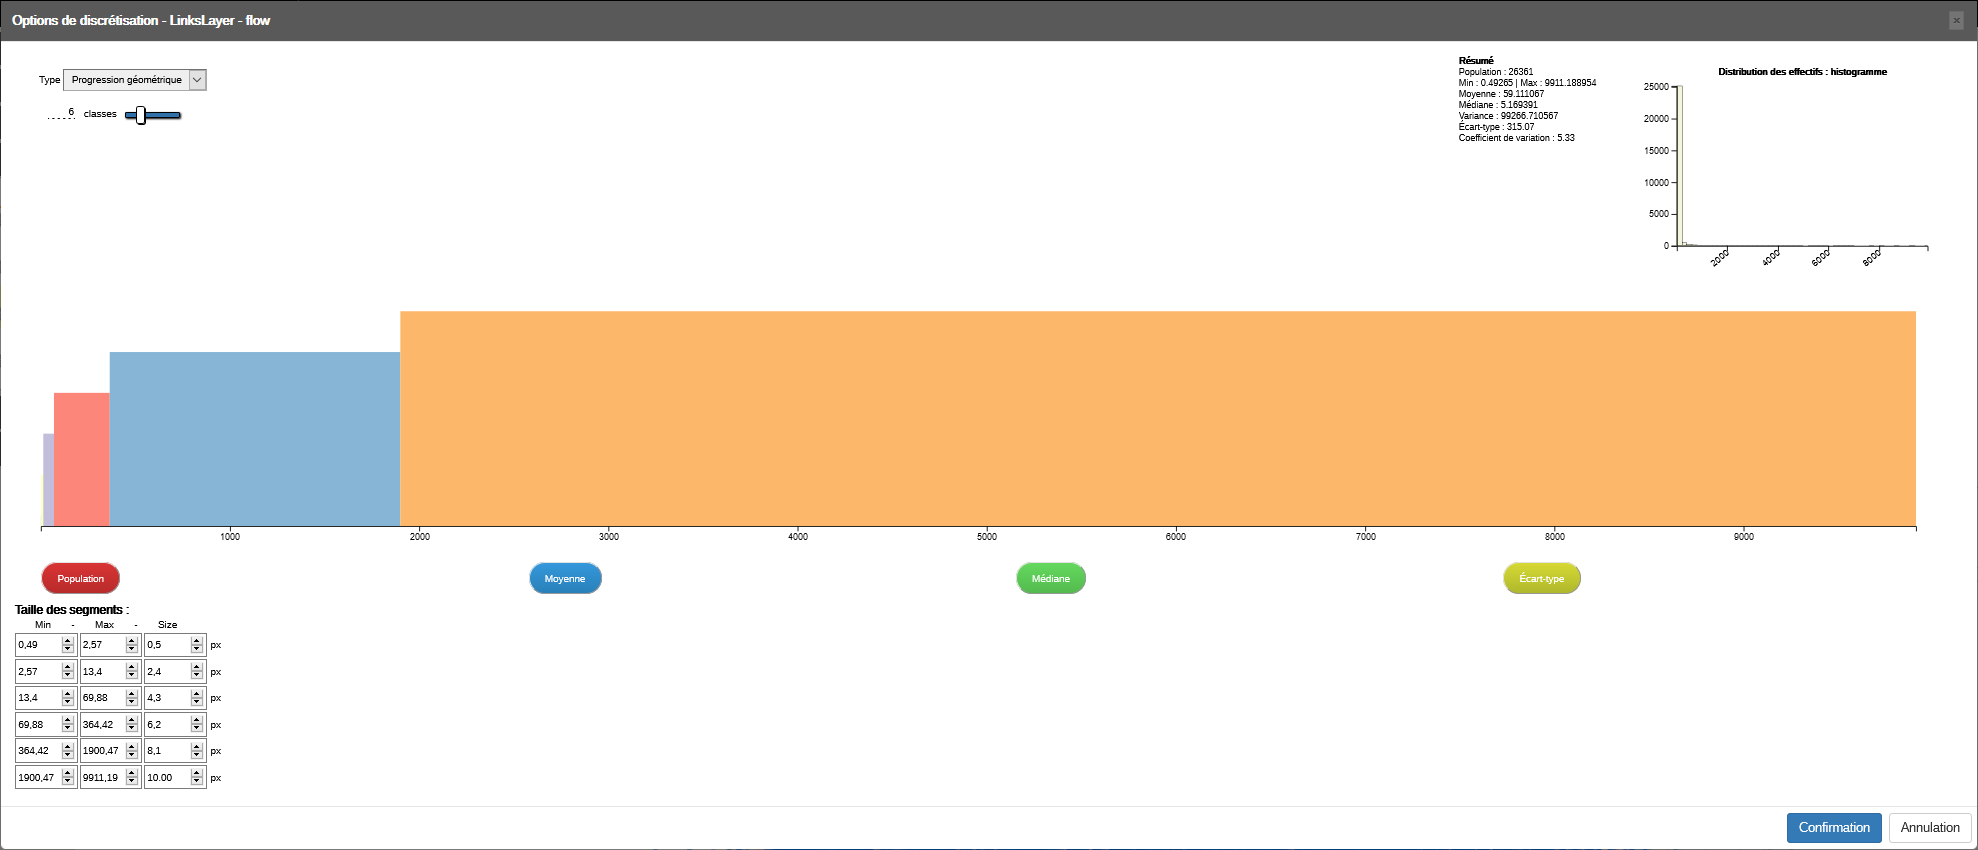 Options de discrétisation - LinksLayer - flow
×
Type Progression géométrique
6 classes
Résumé
Population : 26361
Min : 0.49265 | Max : 9911.188954
Moyenne : 59.111067
Médiane : 5.169391
Variance : 99266.710567
Écart-type : 315.07
Coefficient de variation : 5.33
Distribution des effectifs : histogramme
25000
20000
15000
10000
5000
0
2000 4000 6000 8000
1000 2000 3000 4000 5000 6000 7000 8000 9000
Population Moyenne Médiane Écart-type
Taille des segments :
Min - Max - Size
0,49 2,57 0,5 px
2,57 13,4 2,4 px
13,4 69,88 4,3 px
69,88 364,42 6,2 px
364,42 1900,47 8,1 px
1900,47 9911,19 10.00 px
Confirmation Annulation